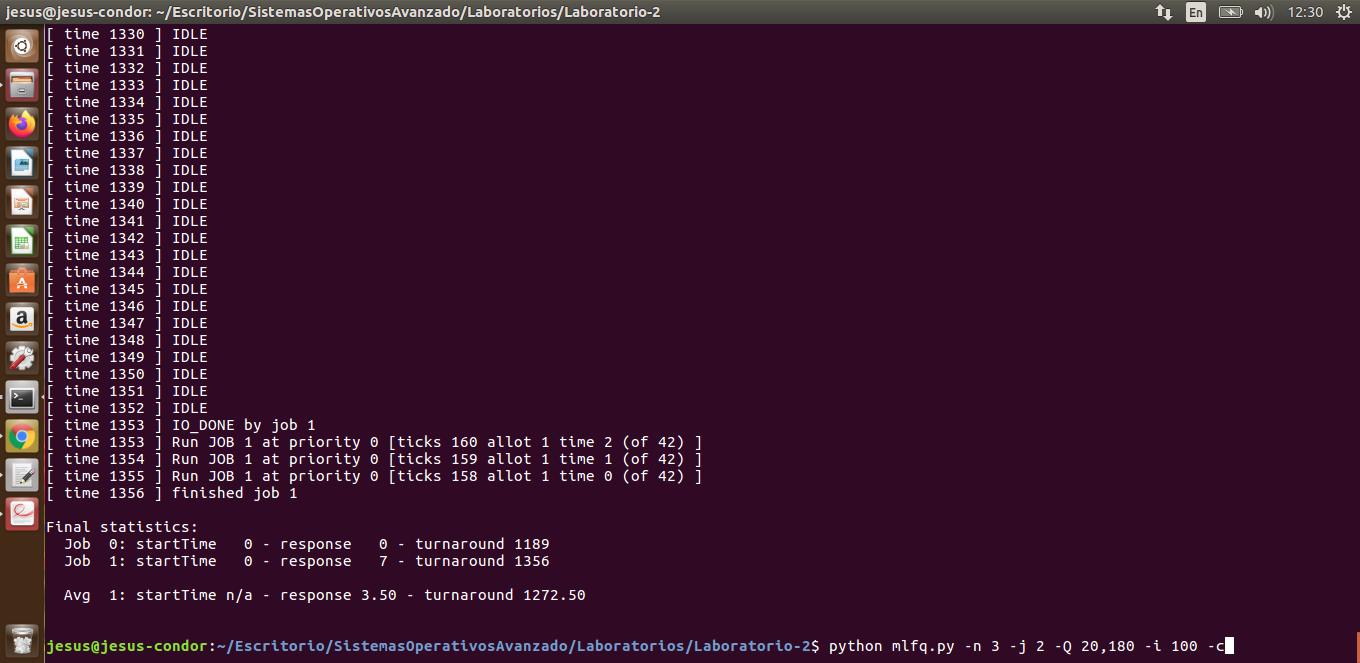 jesus@jesus-condor: ~/Escritorio/SistemasOperativosAvanzado/Laboratorios/Laboratorio-2
En
12:30
[ time 1330 ] IDLE
[ time 1331 ] IDLE
[ time 1332 ] IDLE
[ time 1333 ] IDLE
[ time 1334 ] IDLE
[ time 1335 ] IDLE
[ time 1336 ] IDLE
[ time 1337 ] IDLE
[ time 1338 ] IDLE
[ time 1339 ] IDLE
[ time 1340 ] IDLE
[ time 1341 ] IDLE
[ time 1342 ] IDLE
[ time 1343 ] IDLE
[ time 1344 ] IDLE
[ time 1345 ] IDLE
[ time 1346 ] IDLE
[ time 1347 ] IDLE
[ time 1348 ] IDLE
[ time 1349 ] IDLE
[ time 1350 ] IDLE
[ time 1351 ] IDLE
[ time 1352 ] IDLE
[ time 1353 ] IO_DONE by job 1
[ time 1353 ] Run JOB 1 at priority 0 [ticks 160 allot 1 time 2 (of 42) ]
[ time 1354 ] Run JOB 1 at priority 0 [ticks 159 allot 1 time 1 (of 42) ]
[ time 1355 ] Run JOB 1 at priority 0 [ticks 158 allot 1 time 0 (of 42) ]
[ time 1356 ] finished job 1
Final statistics:
  Job  0: startTime   0 - response   0 - turnaround 1189
  Job  1: startTime   0 - response   7 - turnaround 1356
  Avg  1: startTime n/a - response 3.50 - turnaround 1272.50
jesus@jesus-condor:~/Escritorio/SistemasOperativosAvanzado/Laboratorios/Laboratorio-2$ python mlfq.py -n 3 -j 2 -Q 20,180 -i 100 -c